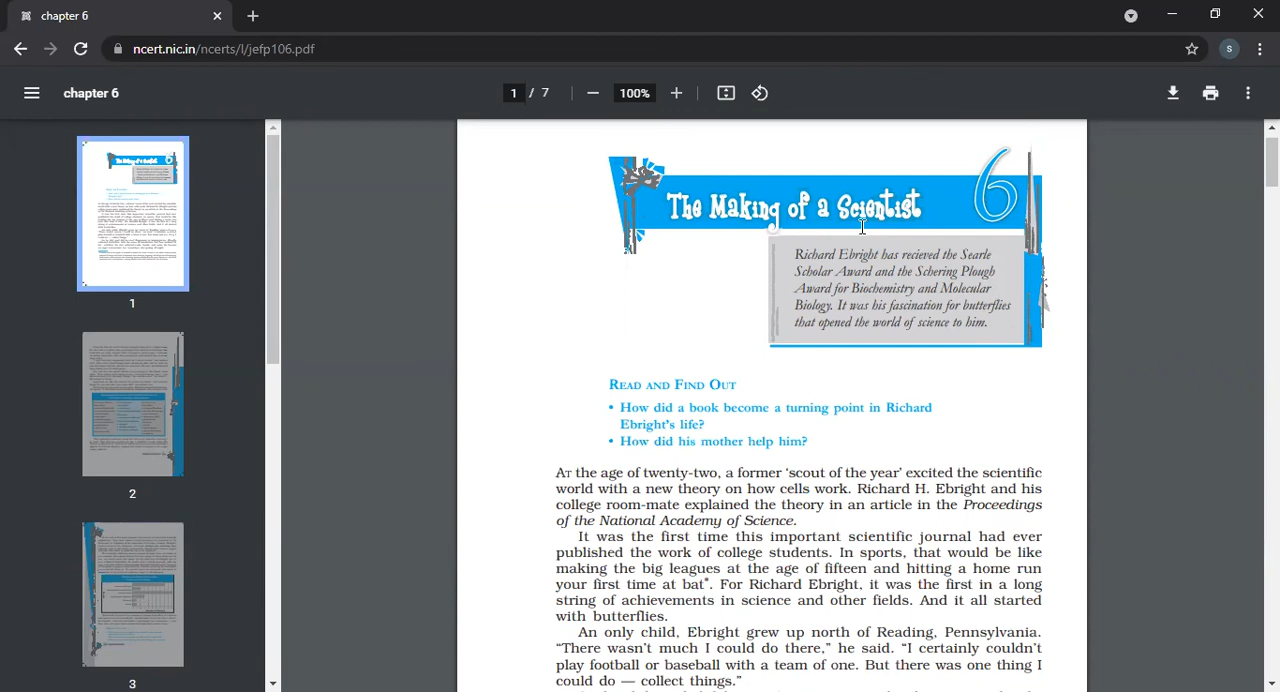 chapter 6
S
ncert.nic.in/ncerts/l/jefp106.pdf
chapter 6
1 / 7
100%
1
2
3
The Making of a Scientist
6
Richard Ebright has recieved the Searle
Scholar Award and the Schering Plough
Award for Biochemistry and Molecular
Biology. It was his fascination for butterflies
that opened the world of science to him.
READ AND FIND OUT
• How did a book become a turning point in Richard
Ebright's life?
• How did his mother help him?
AT the age of twenty-two, a former ‘scout of the year’ excited the scientific
world with a new theory on how cells work. Richard H. Ebright and his
college room-mate explained the theory in an article in the Proceedings
of the National Academy of Science.
It was the first time this important scientific journal had ever
published the work of college students. In sports, that would be like
making the big leagues at the age of fifteen and hitting a home run
your first time at bat*. For Richard Ebright, it was the first in a long
string of achievements in science and other fields. And it all started
with butterflies.
An only child, Ebright grew up north of Reading, Pennsylvania.
“There wasn’t much I could do there,” he said. “I certainly couldn’t
play football or baseball with a team of one. But there was one thing I
could do — collect things.”